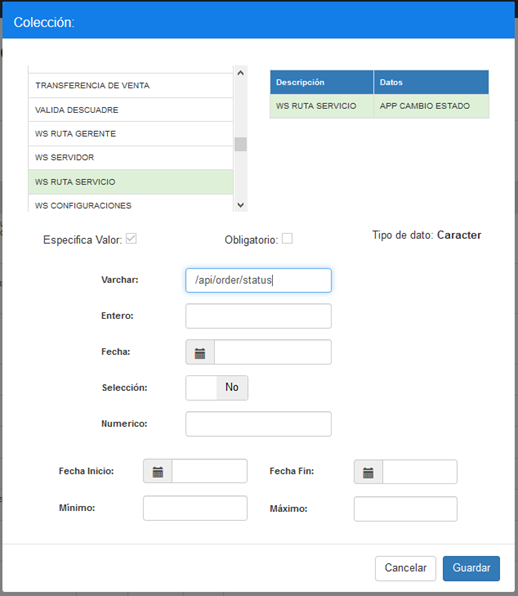 Colección:
TRANSFERENCIA DE VENTA
VALIDA DESCUADRE
WS RUTA GERENTE
WS SERVIDOR
WS RUTA SERVICIO
WS CONFIGURACIONES
Descripción Datos
WS RUTA SERVICIO APP CAMBIO ESTADO
Especifica Valor: Obligatorio: Tipo de dato: Caracter
Varchar: /api/order/status
Entero:
Fecha:
Selección: No
Numerico:
Fecha Inicio: Fecha Fin:
Mínimo: Máximo:
Cancelar Guardar